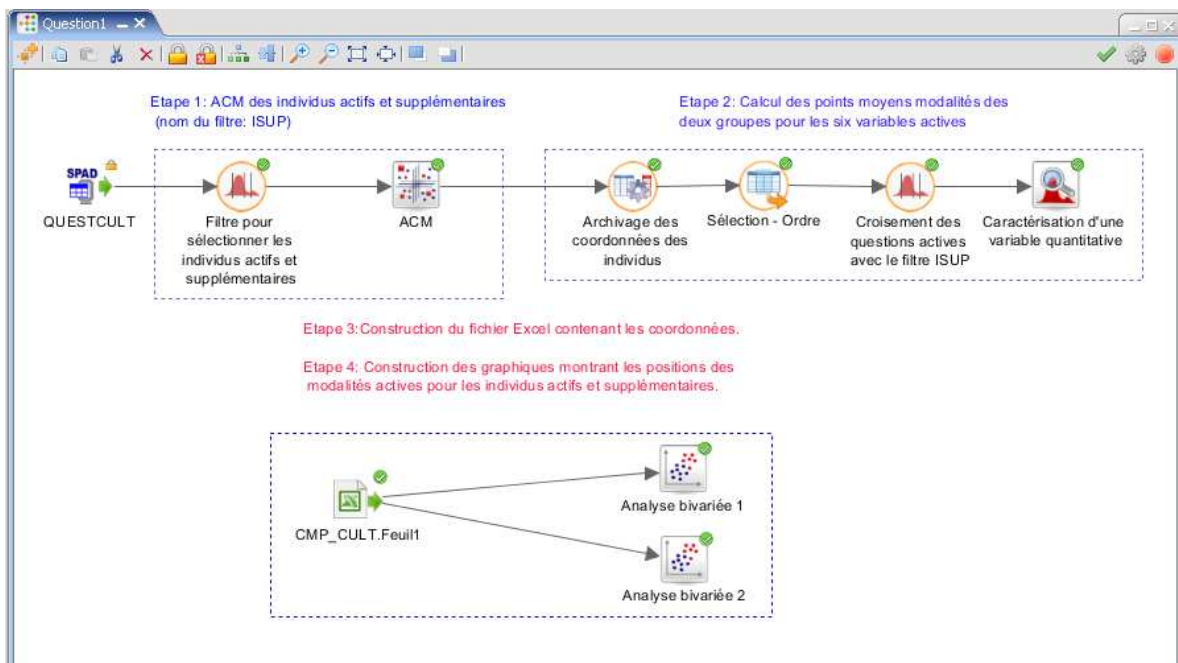 Question1
Etape 1: ACM des individus actifs et supplémentaires
(nom du filtre: ISUP)
Etape 2: Calcul des points moyens modalités des
deux groupes pour les six variables actives
SPAD
QUESTCULT
Filtre pour
sélectionner les
individus actifs et
supplémentaires
ACM
Archivage des
coordonnées des
individus
Sélection - Ordre
Croisement des
questions actives
avec le filtre ISUP
Caractérisation d'une
variable quantitative
Etape 3:Construction du fichier Excel contenant les coordonnées.
Etape 4: Construction des graphiques montrant les positions des
modalités actives pour les individus actifs et supplémentaires.
CMP_CULT.Feuil1
Analyse bivariée 1
Analyse bivariée 2